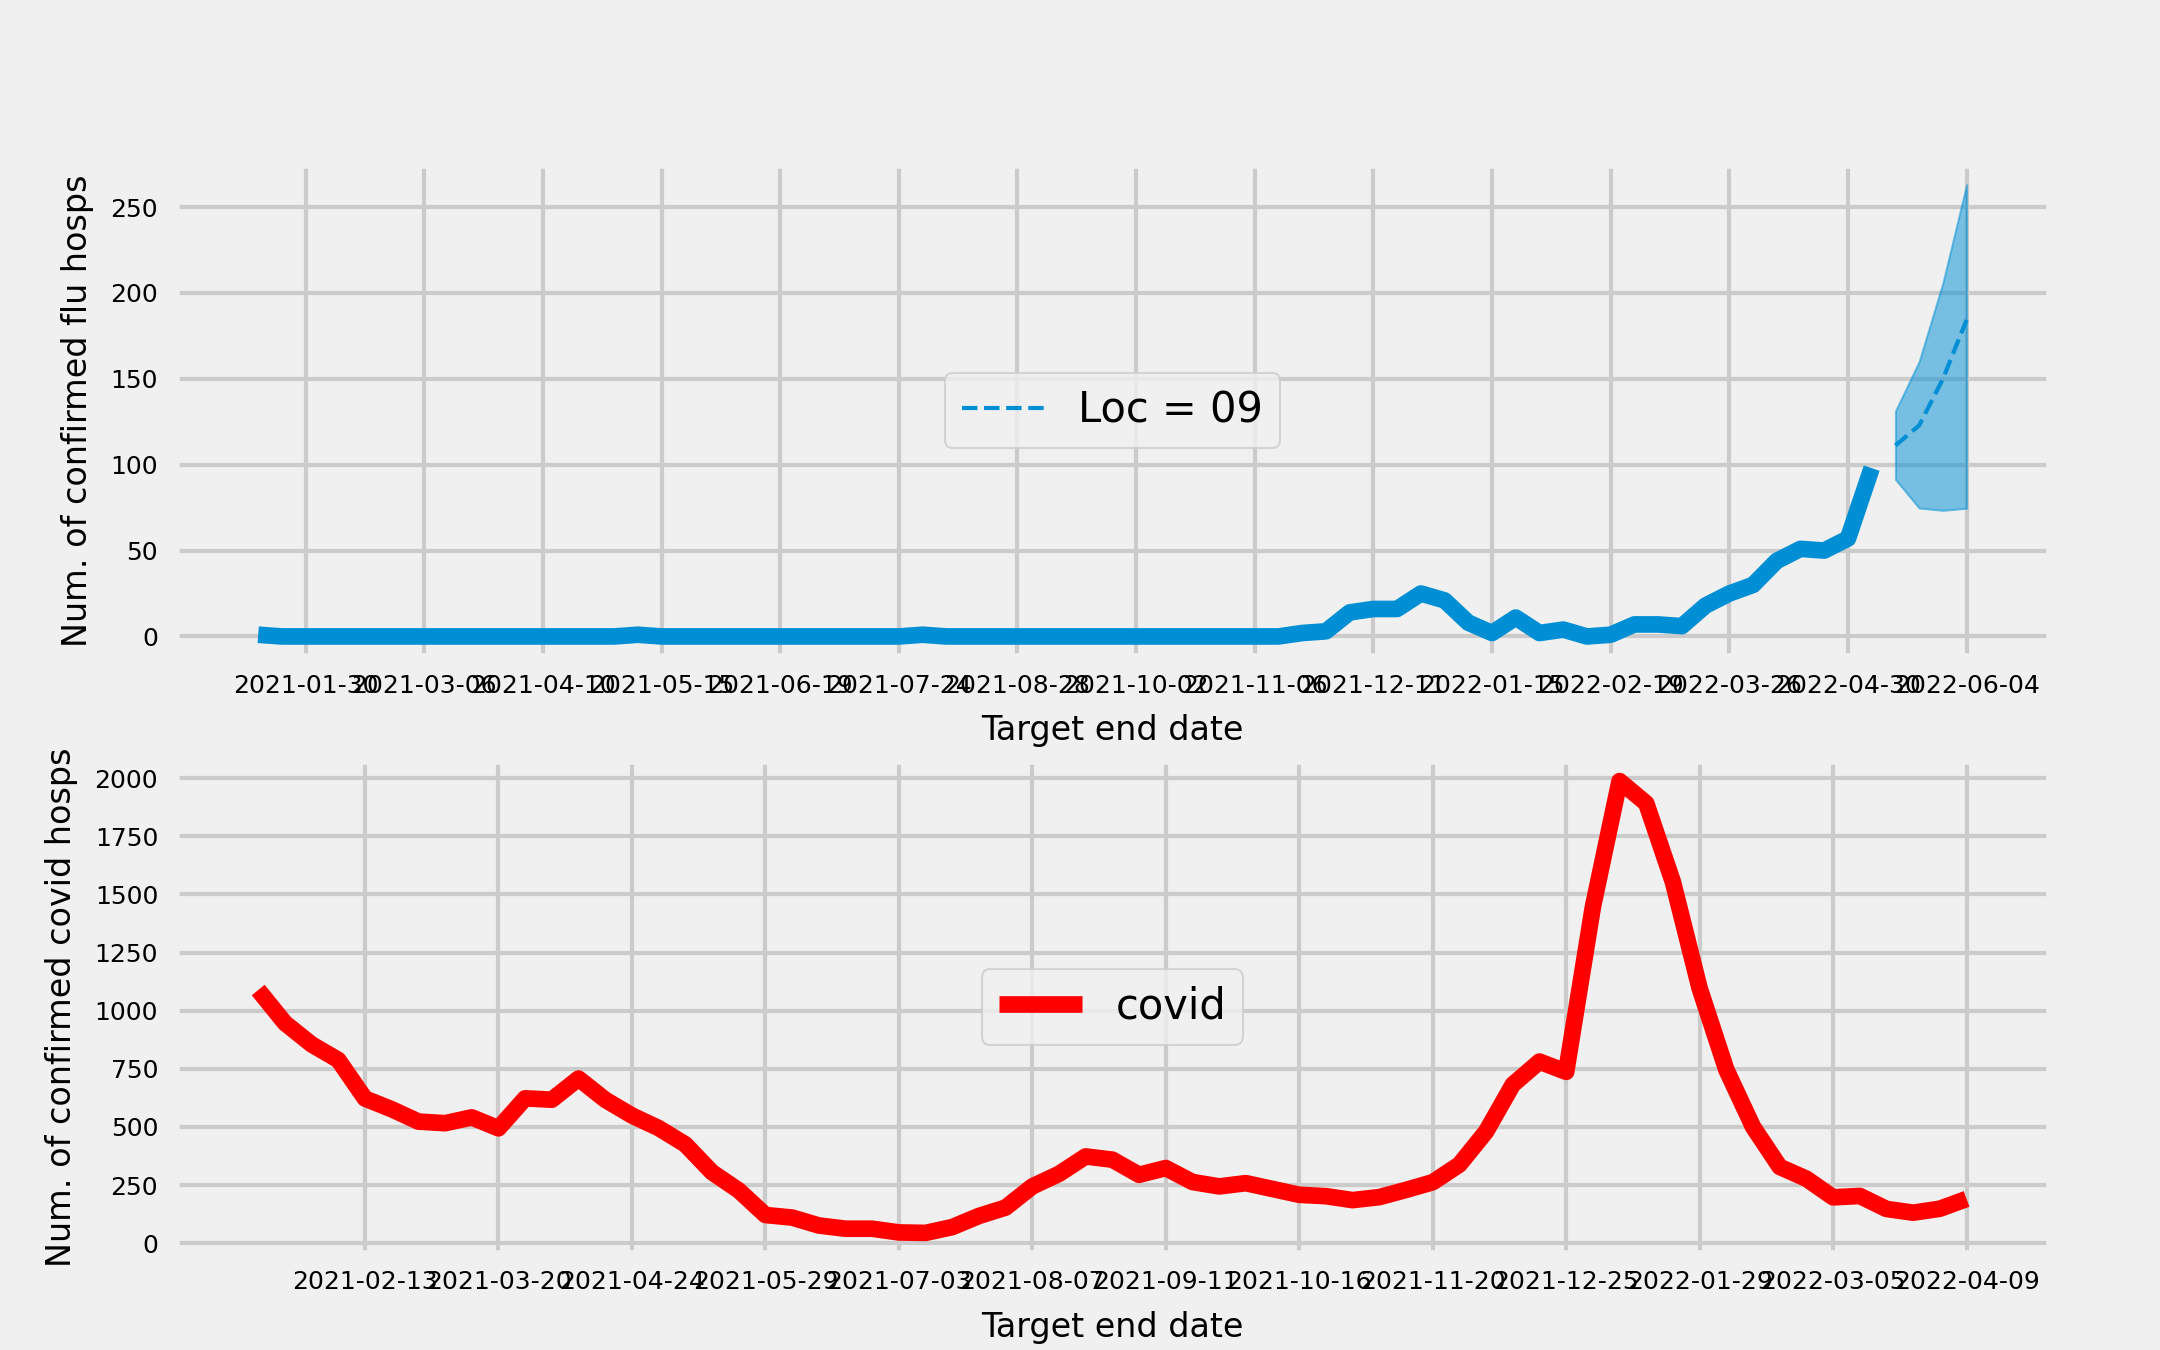 Num. of confirmed flu hosps
250
200
150
100
50
0
Loc = 09
2021-01-30 2021-03-06 2021-04-10 2021-05-15 2021-06-19 2021-07-24 2021-08-28 2021-10-02 2021-11-06 2021-12-11 2022-01-15 2022-02-19 2022-03-26 2022-04-30 2022-06-04
Target end date
Num. of confirmed covid hosps
2000
1750
1500
1250
1000
750
500
250
0
covid
2021-02-13 2021-03-20 2021-04-24 2021-05-29 2021-07-03 2021-08-07 2021-09-11 2021-10-16 2021-11-20 2021-12-25 2022-01-29 2022-03-05 2022-04-09
Target end date